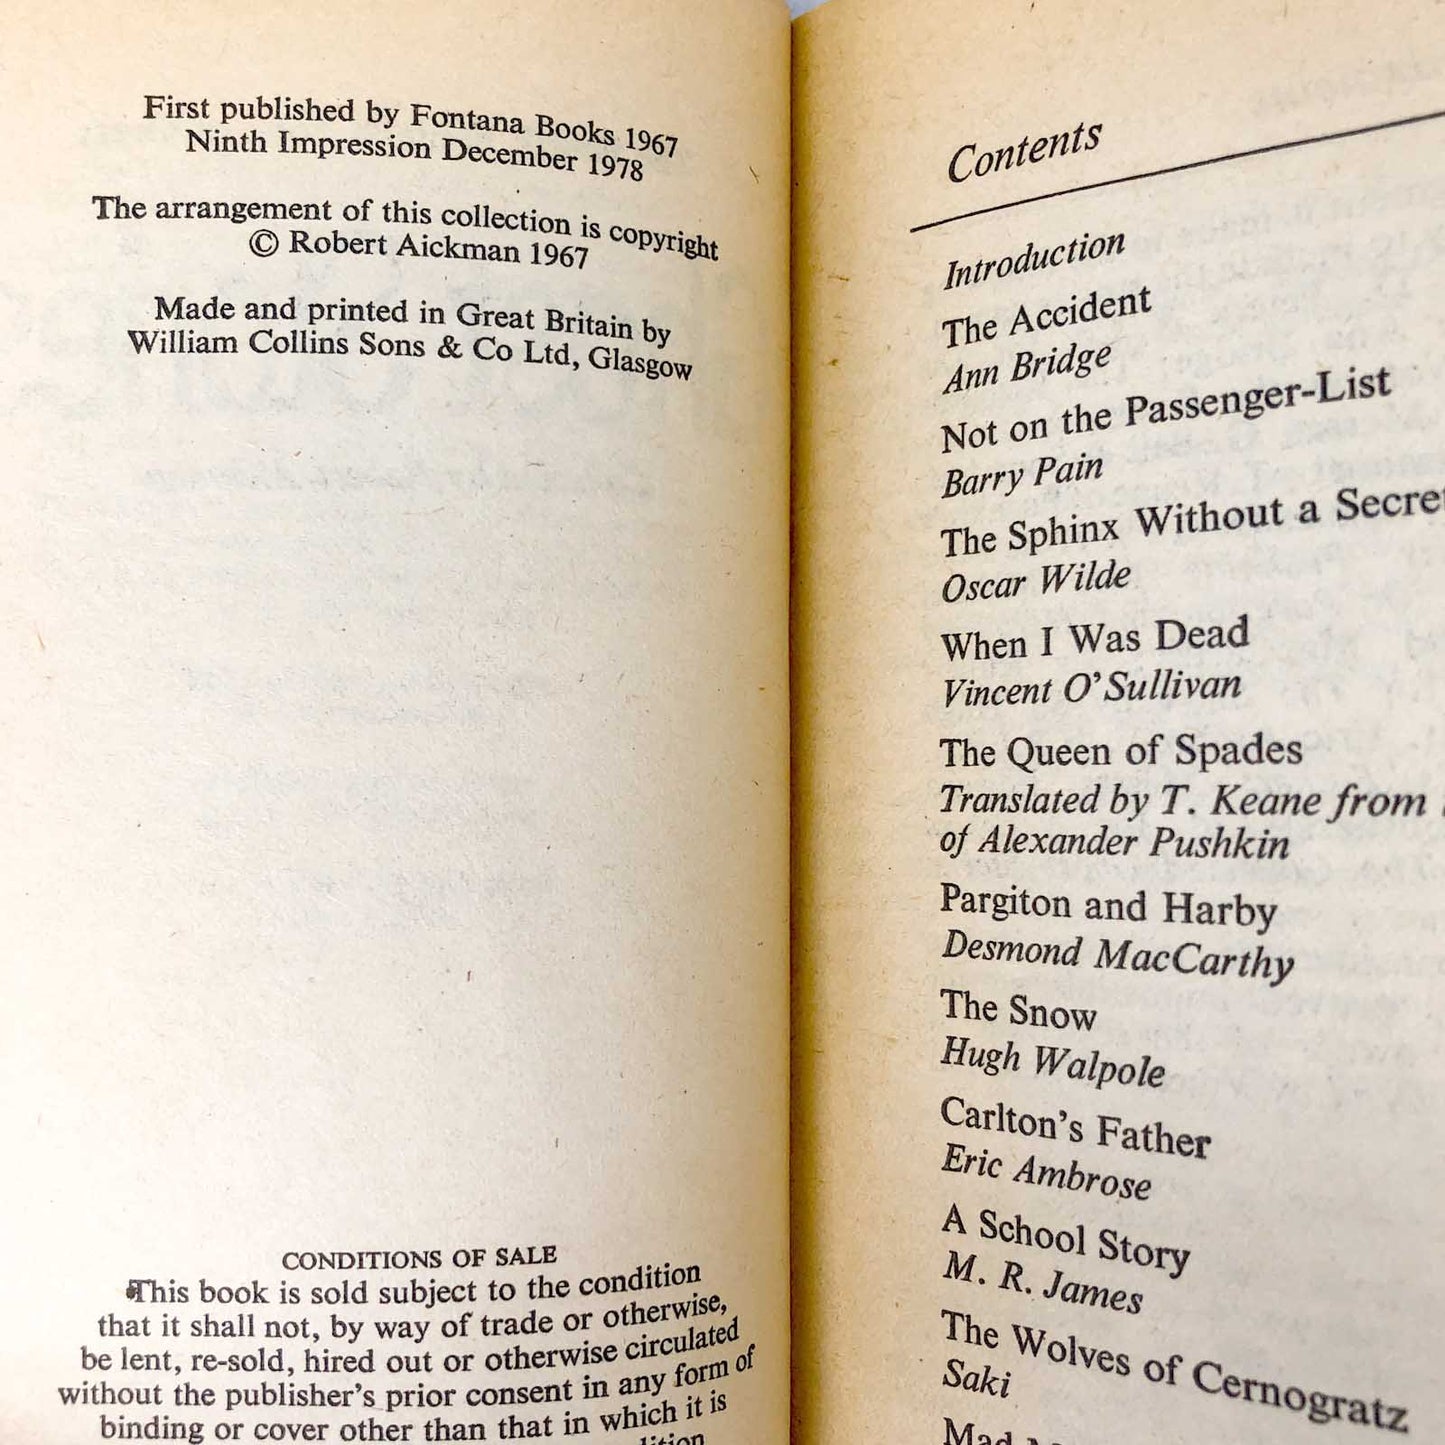 First published by Fontana Books 1967
Ninth Impression December 1978
The arrangement of this collection is copyright
© Robert Aickman 1967
Made and printed in Great Britain by
William Collins Sons & Co Ltd, Glasgow
CONDITIONS OF SALE
This book is sold subject to the condition
that it shall not, by way of trade or otherwise,
be lent, re-sold, hired out or otherwise circulated
without the publisher's prior consent in any form of
binding or cover other than that in which it is
Contents
Introduction
The Accident
Ann Bridge
Not on the Passenger-List
Barry Pain
The Sphinx Without a Secret
Oscar Wilde
When I Was Dead
Vincent O'Sullivan
The Queen of Spades
Translated by T. Keane from
of Alexander Pushkin
Pargiton and Harby
Desmond MacCarthy
The Snow
Hugh Walpole
Carlton's Father
Eric Ambrose
A School Story
M. R. James
The Wolves of Cernogratz
Saki
Mad